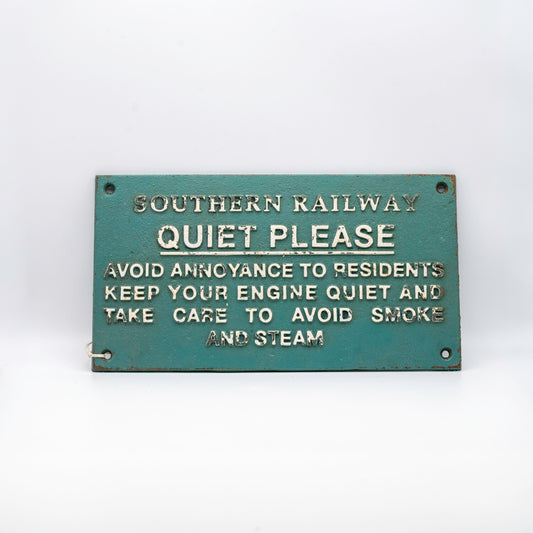 SOUTHERN RAILWAY
QUIET PLEASE
AVOID ANNOYANCE TO RESIDENTS
KEEP YOUR ENGINE QUIET AND
TAKE CARE TO AVOID SMOKE
AND STEAM